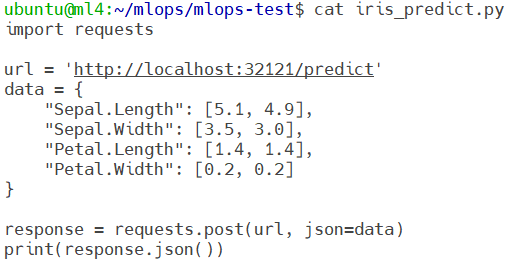 ubuntu@ml4:~/mlops/mlops-test$ cat iris_predict.py
import requests

url = 'http://localhost:32121/predict'
data = {
    "Sepal.Length": [5.1, 4.9],
    "Sepal.Width": [3.5, 3.0],
    "Petal.Length": [1.4, 1.4],
    "Petal.Width": [0.2, 0.2]
}

response = requests.post(url, json=data)
print(response.json())